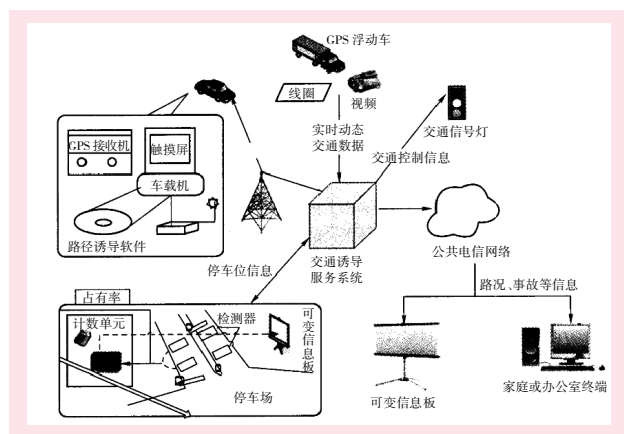 GPS 浮动车
线圈
视频
实时动态
交通数据
交通信号灯
交通控制信息
GPS 接收机
触摸屏
车载机
路径诱导软件
交通诱导
服务系统
公共电信网络
停车位信息
路况、事故等信息
占有率
计数单元
检测器
可变信息板
停车场
可变信息板
家庭或办公室终端